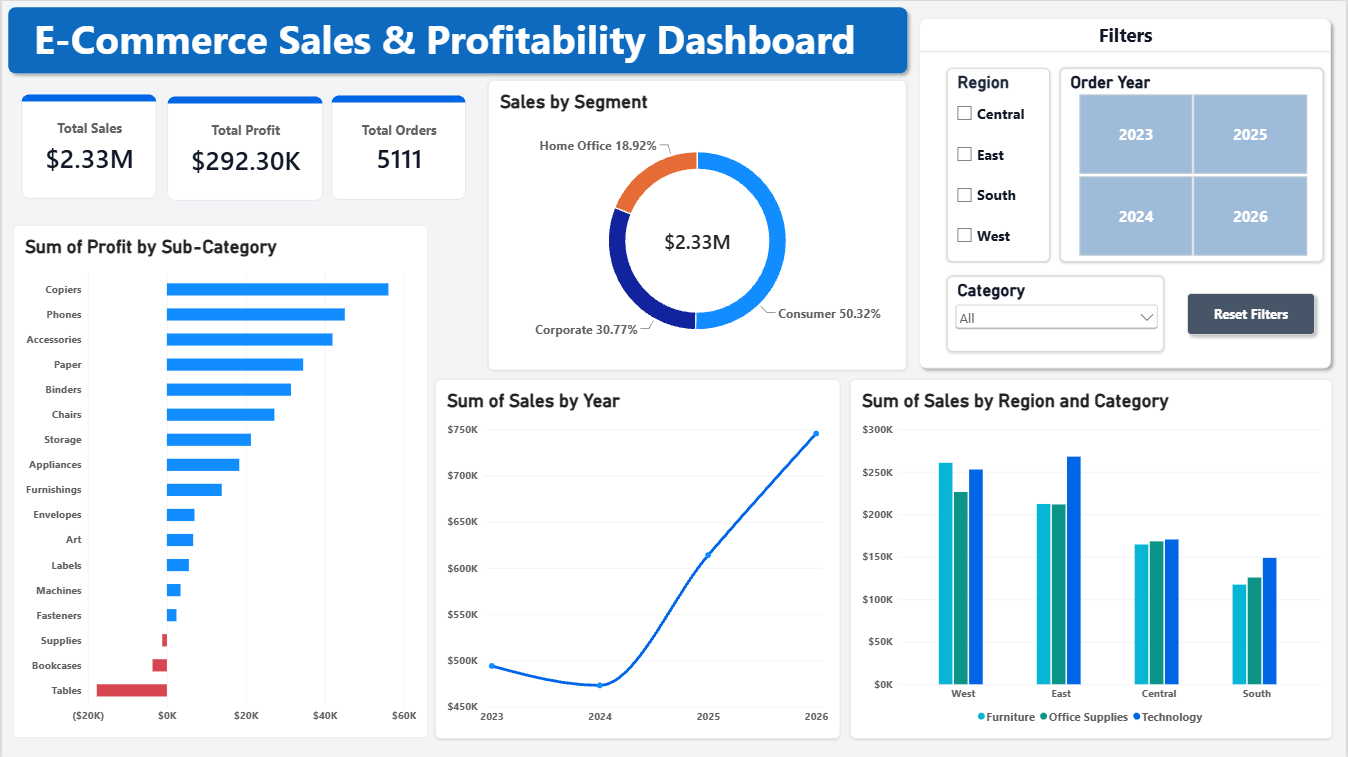 E-Commerce Sales & Profitability Dashboard
Total Sales
$2.33M
Total Profit
$292.30K
Total Orders
5111
Sales by Segment
Home Office 18.92%
$2.33M
Consumer 50.32%
Corporate 30.77%
Filters
Region
Central
East
South
West
Order Year
2023
2025
2024
2026
Category
All
Reset Filters
Sum of Profit by Sub-Category
Copiers
Phones
Accessories
Paper
Binders
Chairs
Storage
Appliances
Furnishings
Envelopes
Art
Labels
Machines
Fasteners
Supplies
Bookcases
Tables
($20K) $0K $20K $40K $60K
Sum of Sales by Year
$750K
$700K
$650K
$600K
$550K
$500K
$450K
2023 2024 2025 2026
Sum of Sales by Region and Category
$300K
$250K
$200K
$150K
$100K
$50K
$0K
West East Central South
Furniture Office Supplies Technology